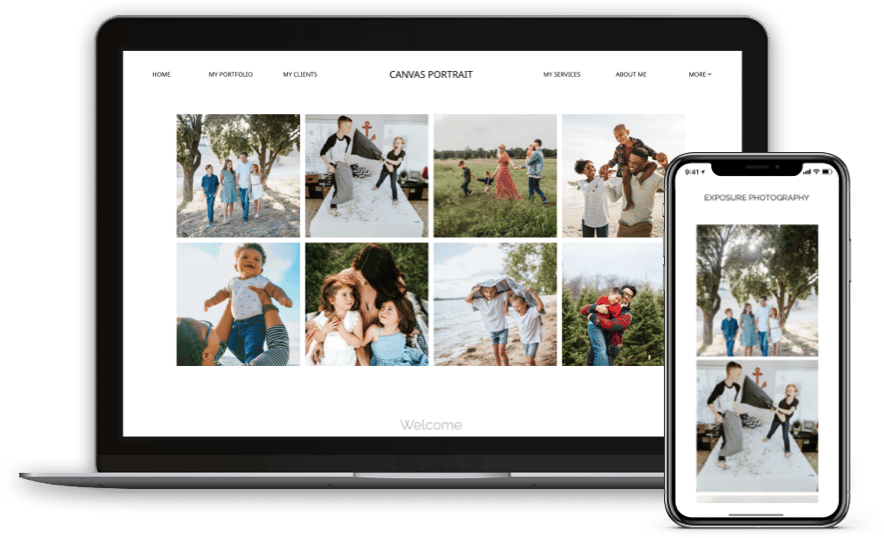 HOME MY PORTFOLIO MY CLIENTS CANVAS PORTRAIT MY SERVICES ABOUT ME MORE
Welcome
9:41
EXPOSURE PHOTOGRAPHY